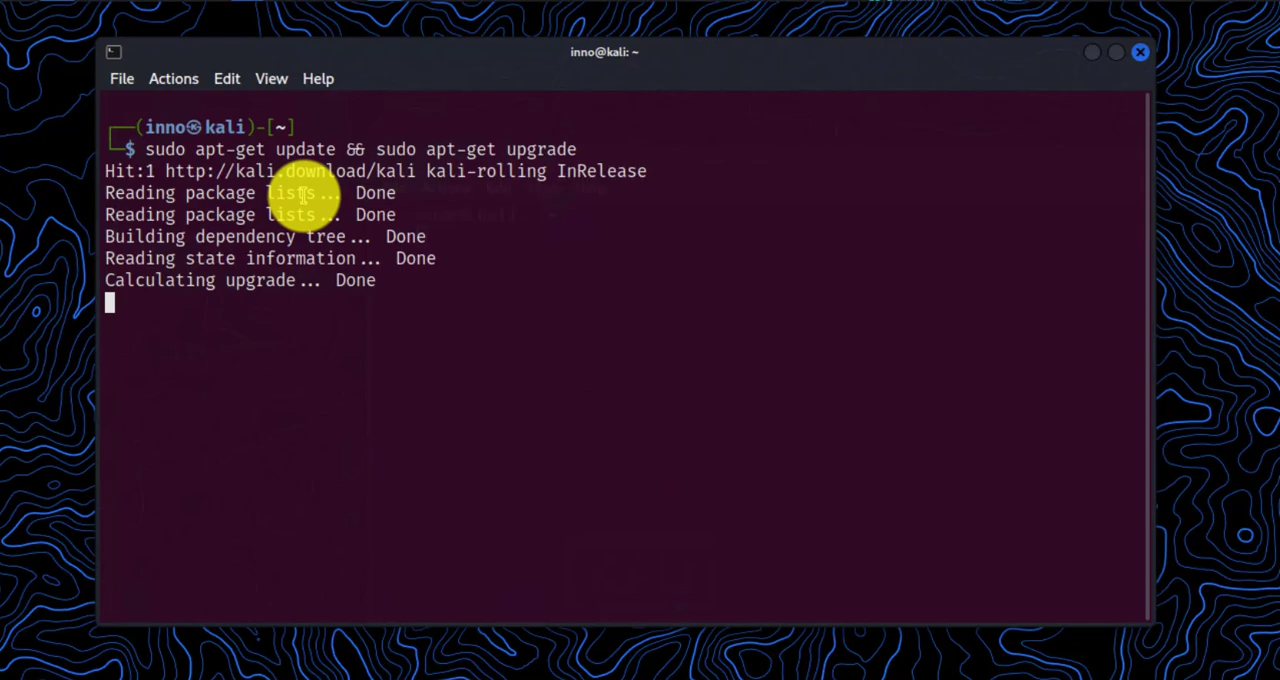 inno@kali: ~
File Actions Edit View Help
┌──(inno㉿kali)-[~]
└─$ sudo apt-get update && sudo apt-get upgrade
Hit:1 http://kali.download/kali kali-rolling InRelease
Reading package lists... Done
Reading package lists... Done
Building dependency tree... Done
Reading state information... Done
Calculating upgrade... Done